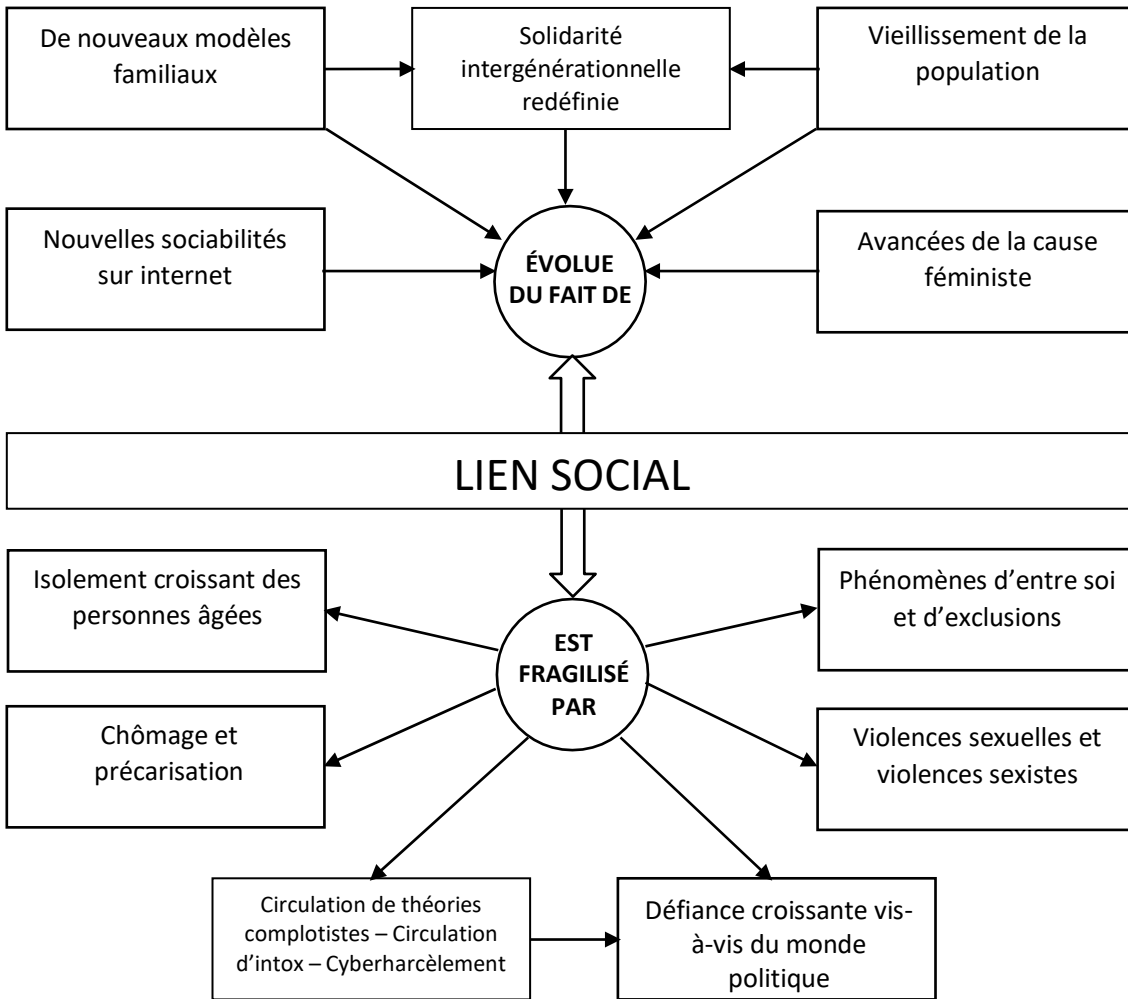 De nouveaux modèles
familiaux
Solidarité
intergénérationnelle
redéfinie
Vieillissement de la
population
Nouvelles sociabilités
sur internet
ÉVOLUE
DU FAIT DE
Avancées de la cause
féministe
LIEN SOCIAL
Isolement croissant des
personnes âgées
EST
FRAGILISÉ
PAR
Phénomènes d’entre soi
et d’exclusions
Chômage et
précarisation
Violences sexuelles et
violences sexistes
Circulation de théories
complotistes – Circulation
d’intox – Cyberharcèlement
Défiance croissante vis-
à-vis du monde
politique